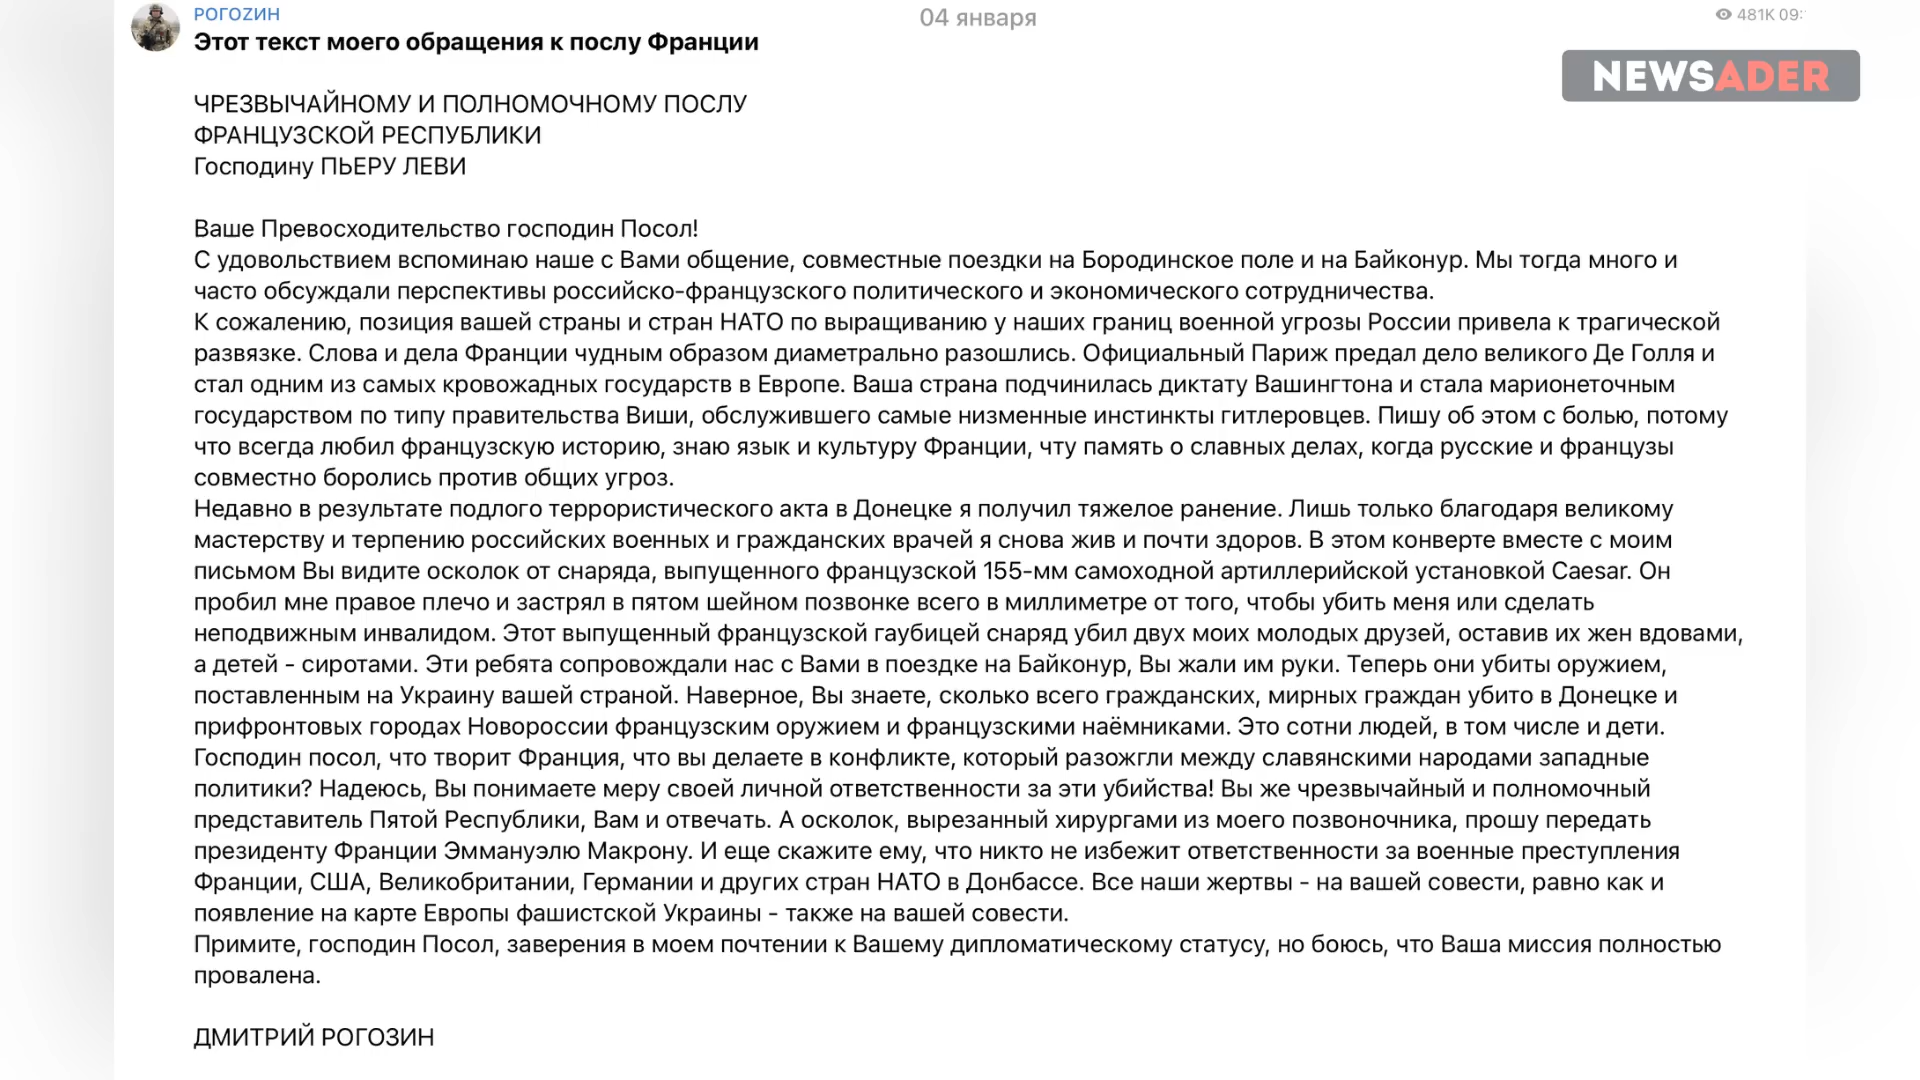 РОГОZИН
04 января
481K 09:
Этот текст моего обращения к послу Франции
NEWSADER
ЧРЕЗВЫЧАЙНОМУ И ПОЛНОМОЧНОМУ ПОСЛУ
ФРАНЦУЗСКОЙ РЕСПУБЛИКИ
Господину ПЬЕРУ ЛЕВИ
Ваше Превосходительство господин Посол!
С удовольствием вспоминаю наше с Вами общение, совместные поездки на Бородинское поле и на Байконур. Мы тогда много и
часто обсуждали перспективы российско-французского политического и экономического сотрудничества.
К сожалению, позиция вашей страны и стран НАТО по выращиванию у наших границ военной угрозы России привела к трагической
развязке. Слова и дела Франции чудным образом диаметрально разошлись. Официальный Париж предал дело великого Де Голля и
стал одним из самых кровожадных государств в Европе. Ваша страна подчинилась диктату Вашингтона и стала марионеточным
государством по типу правительства Виши, обслужившего самые низменные инстинкты гитлеровцев. Пишу об этом с болью, потому
что всегда любил французскую историю, знаю язык и культуру Франции, чту память о славных делах, когда русские и французы
совместно боролись против общих угроз.
Недавно в результате подлого террористического акта в Донецке я получил тяжелое ранение. Лишь только благодаря великому
мастерству и терпению российских военных и гражданских врачей я снова жив и почти здоров. В этом конверте вместе с моим
письмом Вы видите осколок от снаряда, выпущенного французской 155-мм самоходной артиллерийской установкой Caesar. Он
пробил мне правое плечо и застрял в пятом шейном позвонке всего в миллиметре от того, чтобы убить меня или сделать
неподвижным инвалидом. Этот выпущенный французской гаубицей снаряд убил двух моих молодых друзей, оставив их жен вдовами,
а детей - сиротами. Эти ребята сопровождали нас с Вами в поездке на Байконур, Вы жали им руки. Теперь они убиты оружием,
поставленным на Украину вашей страной. Наверное, Вы знаете, сколько всего гражданских, мирных граждан убито в Донецке и
прифронтовых городах Новороссии французским оружием и французскими наёмниками. Это сотни людей, в том числе и дети.
Господин посол, что творит Франция, что вы делаете в конфликте, который разожгли между славянскими народами западные
политики? Надеюсь, Вы понимаете меру своей личной ответственности за эти убийства! Вы же чрезвычайный и полномочный
представитель Пятой Республики, Вам и отвечать. А осколок, вырезанный хирургами из моего позвоночника, прошу передать
президенту Франции Эммануэлю Макрону. И еще скажите ему, что никто не избежит ответственности за военные преступления
Франции, США, Великобритании, Германии и других стран НАТО в Донбассе. Все наши жертвы - на вашей совести, равно как и
появление на карте Европы фашистской Украины - также на вашей совести.
Примите, господин Посол, заверения в моем почтении к Вашему дипломатическому статусу, но боюсь, что Ваша миссия полностью
провалена.
ДМИТРИЙ РОГОЗИН